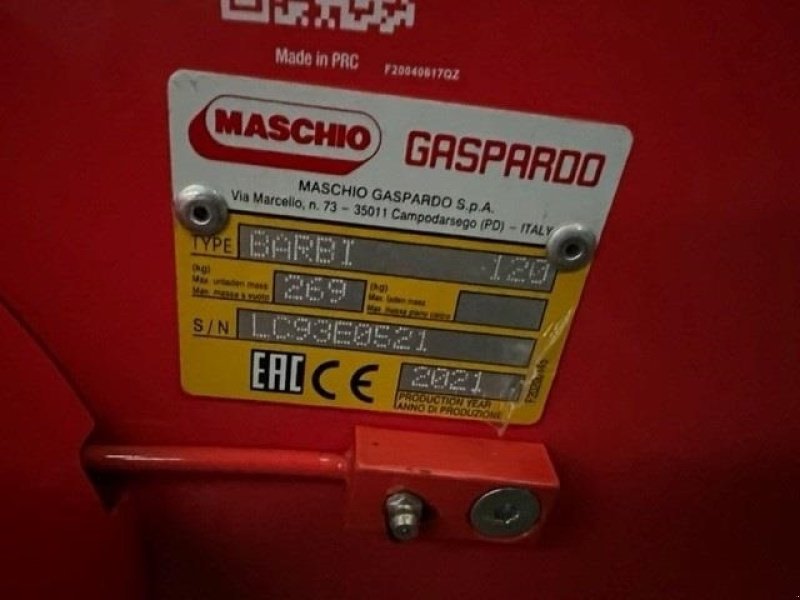 Made in PRC F20040617QZ
MASCHIO GASPARDO
MASCHIO GASPARDO S.p.A.
Via Marcello, n. 73 – 35011 Campodarsego (PD) – ITALY
TYPE BARBI 120
(kg) (kg)
Max. unladen mass 269 Max. laden mass
Max. massa a vuoto Max. massa pieno carico
S/N LC93E0521
EAC CE 2021
PRODUCTION YEAR
ANNO DI PRODUZIONE